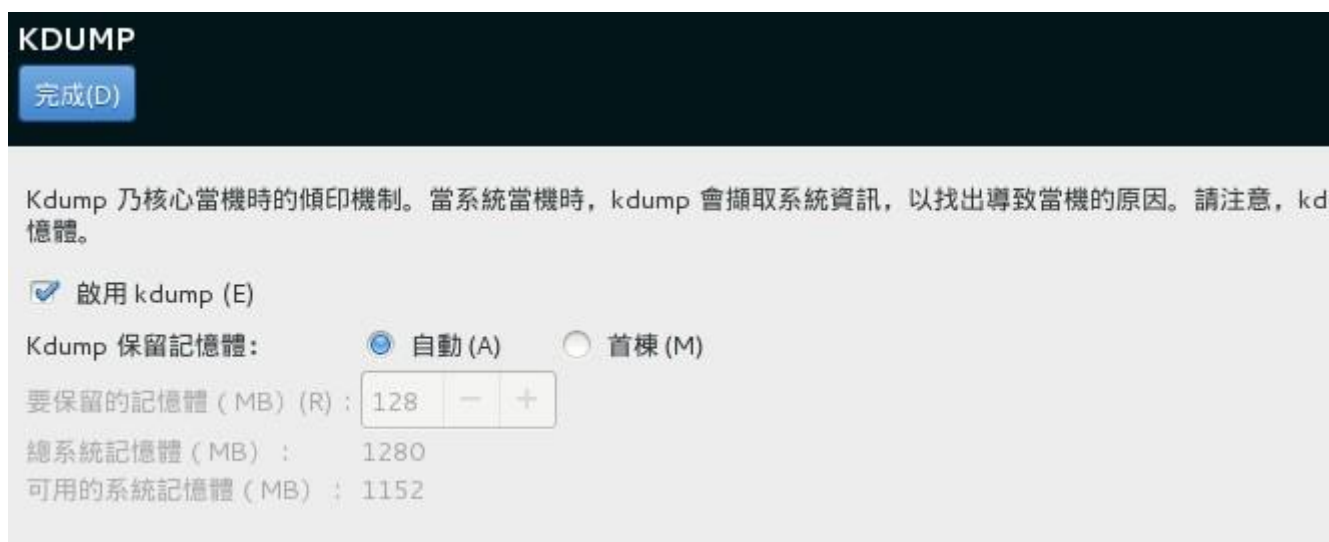 KDUMP
完成(D)
Kdump 乃核心當機時的傾印機制。當系統當機時，kdump 會擷取系統資訊，以找出導致當機的原因。請注意，kd
憶體。
啟用 kdump (E)
Kdump 保留記憶體： 自動 (A) 首棟 (M)
要保留的記憶體 ( MB) (R) : 128 － +
總系統記憶體 ( MB) : 1280
可用的系統記憶體 ( MB) : 1152